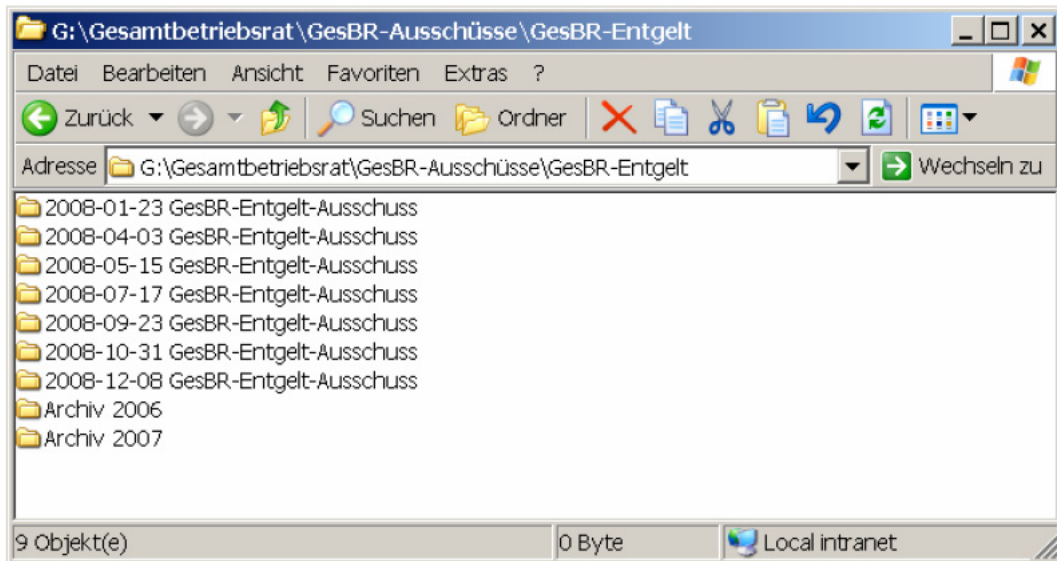 G:\Gesamtbetriebsrat\GesBR-Ausschüsse\GesBR-Entgelt
Datei Bearbeiten Ansicht Favoriten Extras ?
Zurück Suchen Ordner
Adresse G:\Gesamtbetriebsrat\GesBR-Ausschüsse\GesBR-Entgelt Wechseln zu
2008-01-23 GesBR-Entgelt-Ausschuss
2008-04-03 GesBR-Entgelt-Ausschuss
2008-05-15 GesBR-Entgelt-Ausschuss
2008-07-17 GesBR-Entgelt-Ausschuss
2008-09-23 GesBR-Entgelt-Ausschuss
2008-10-31 GesBR-Entgelt-Ausschuss
2008-12-08 GesBR-Entgelt-Ausschuss
Archiv 2006
Archiv 2007
9 Objekt(e) 0 Byte Local intranet